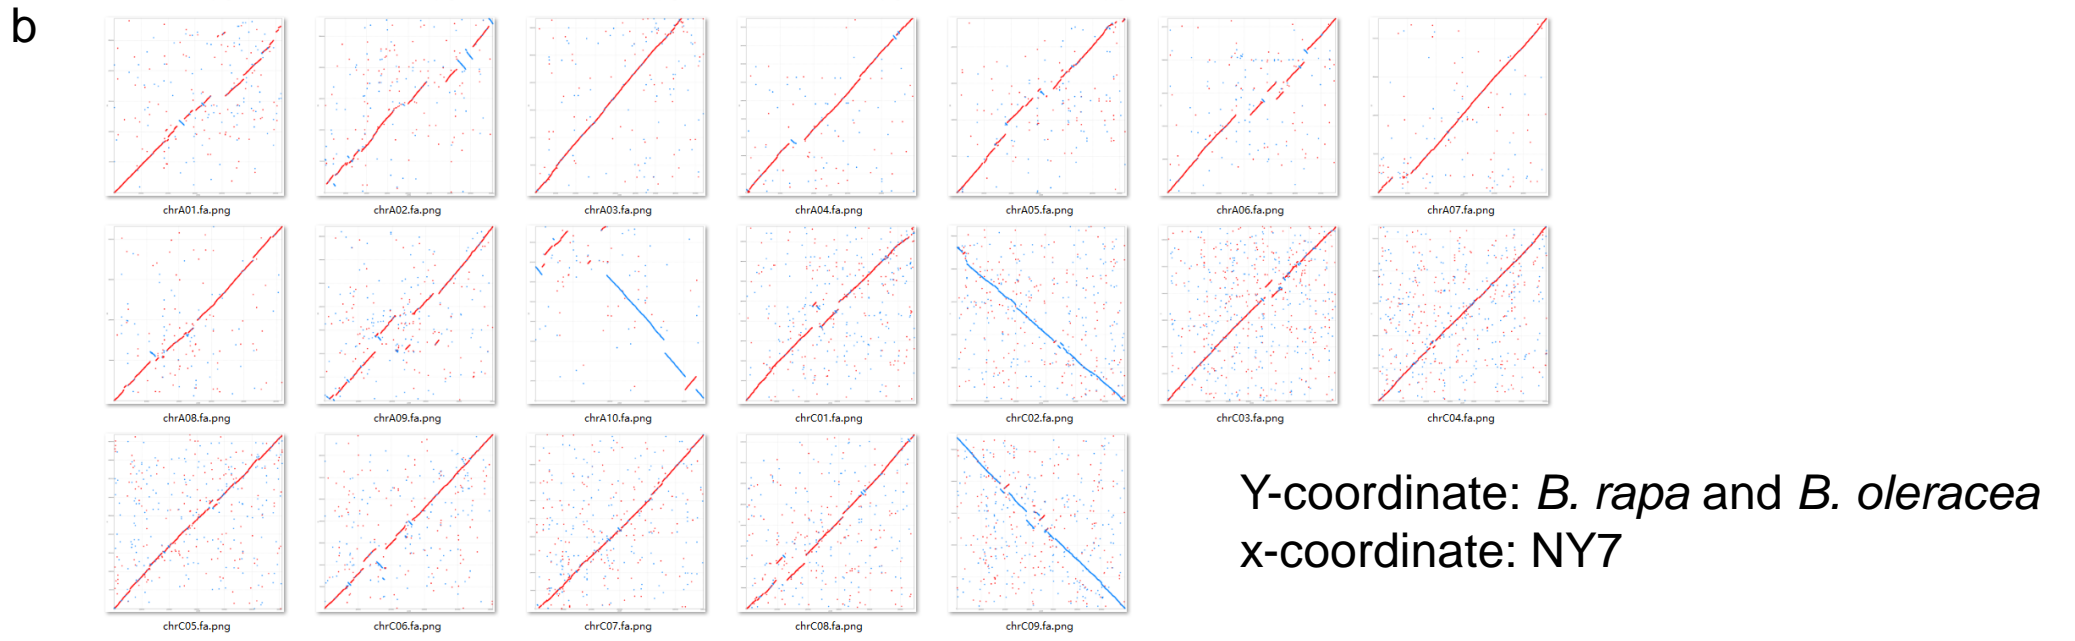 b
chrA01.fa.png
chrA02.fa.png
chrA03.fa.png
chrA04.fa.png
chrA05.fa.png
chrA06.fa.png
chrA07.fa.png
chrA08.fa.png
chrA09.fa.png
chrA10.fa.png
chrC01.fa.png
chrC02.fa.png
chrC03.fa.png
chrC04.fa.png
chrC05.fa.png
chrC06.fa.png
chrC07.fa.png
chrC08.fa.png
chrC09.fa.png
Y-coordinate: B. rapa and B. oleracea
x-coordinate: NY7